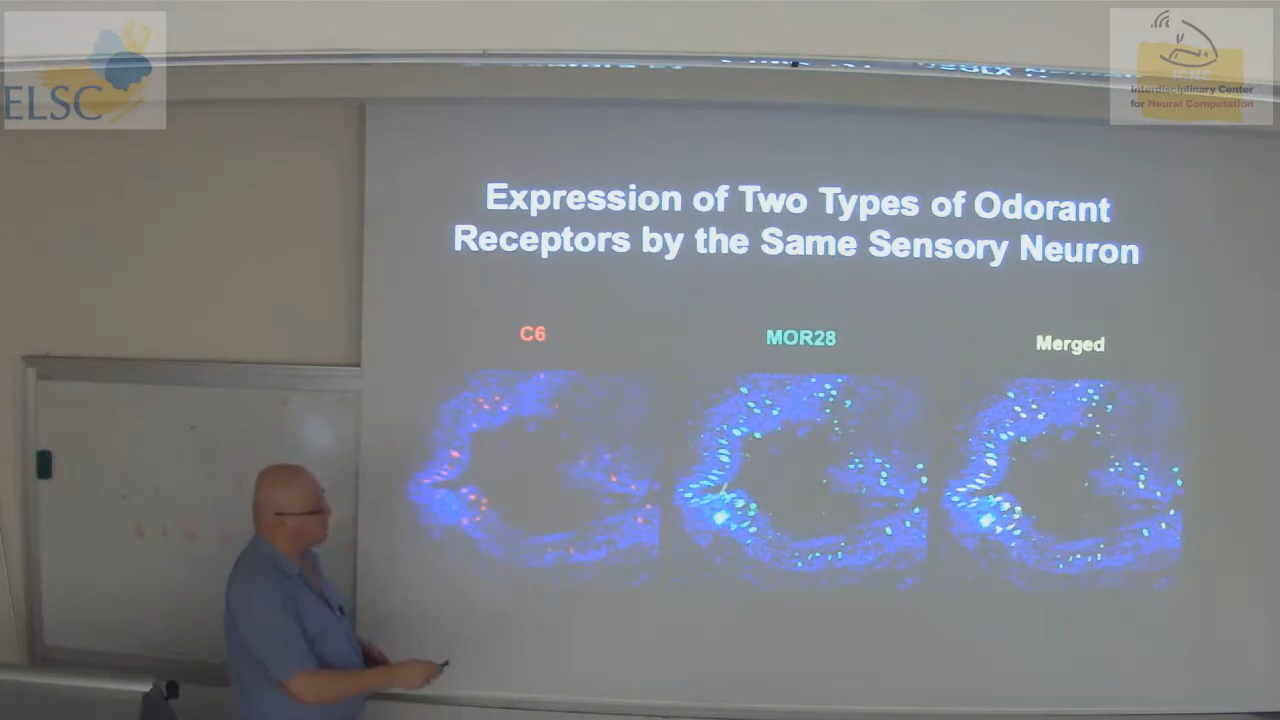 ELSC
ICNC
Interdisciplinary Center
for Neural Computation
Expression of Two Types of Odorant
Receptors by the Same Sensory Neuron
C6
MOR28
Merged